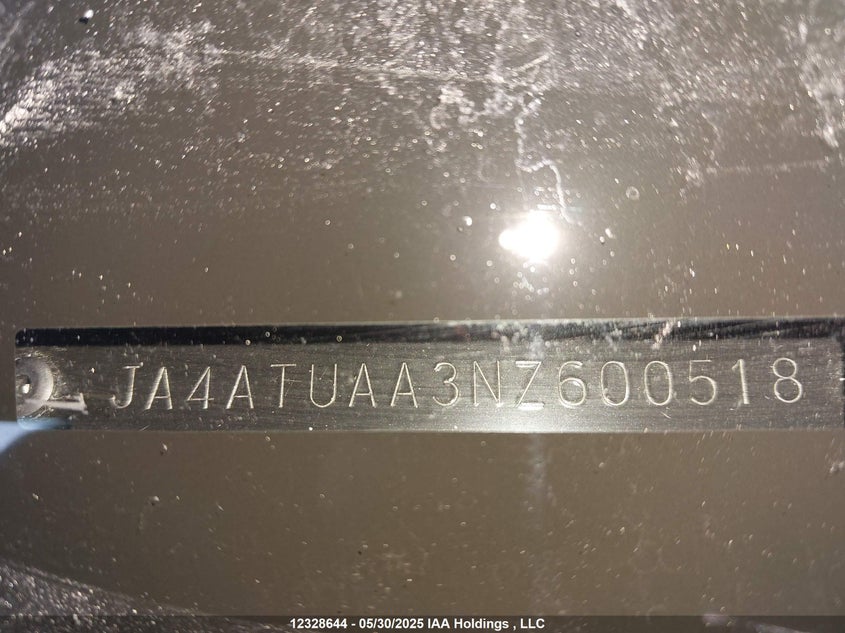 JA4ATUAA3NZ600518
12328644 - 05/30/2025 IAA Holdings , LLC